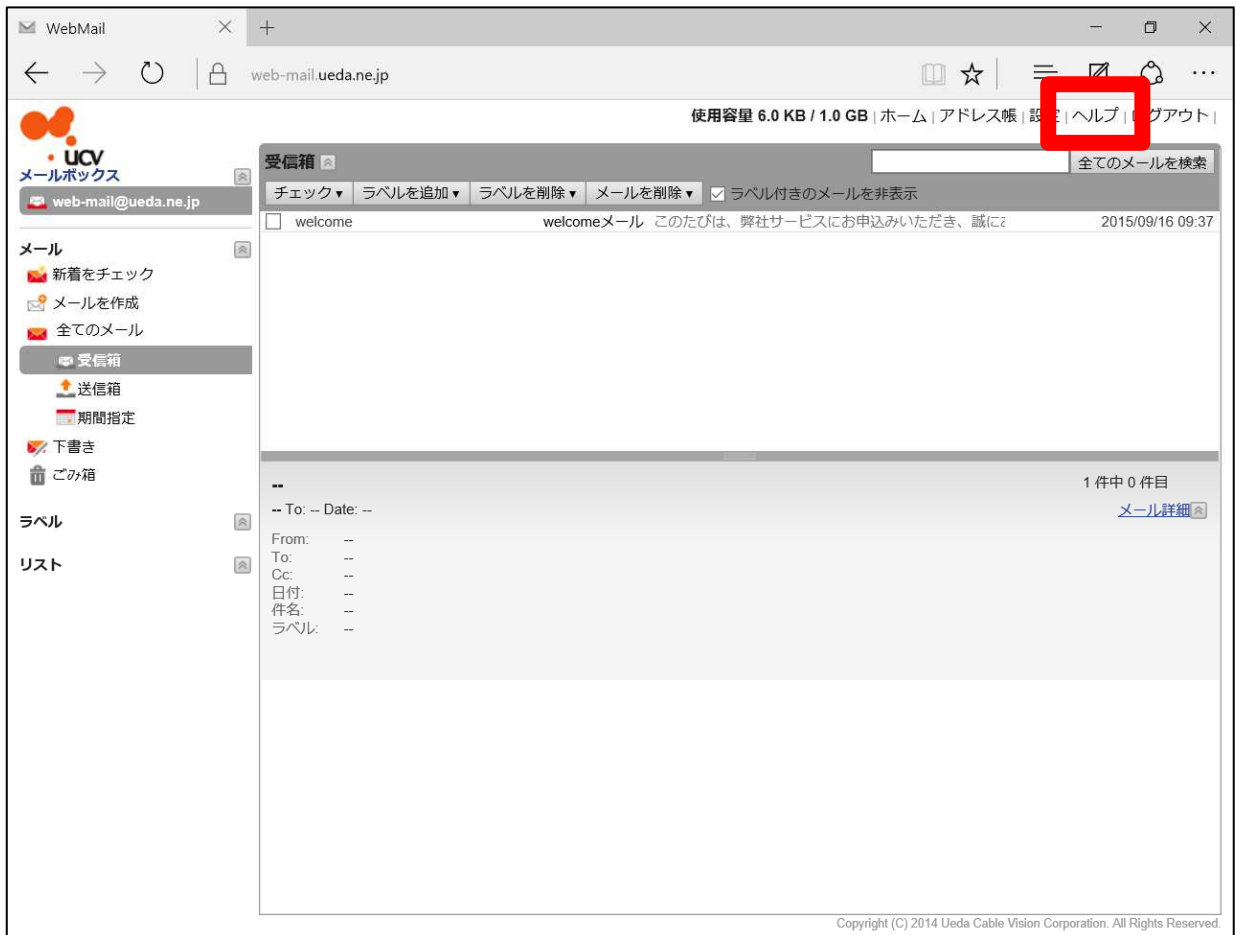 WebMail
web-mail.ueda.ne.jp
使用容量 6.0 KB / 1.0 GB | ホーム | アドレス帳 | 設定 | ヘルプ | ログアウト |
UCV
メールボックス
web-mail@ueda.ne.jp
メール
新着をチェック
メールを作成
全てのメール
受信箱
送信箱
期間指定
下書き
ごみ箱
ラベル
リスト
受信箱
全てのメールを検索
チェック▼ ラベルを追加▼ ラベルを削除▼ メールを削除▼ ラベル付きのメールを非表示
welcome welcomeメール このたびは、弊社サービスにお申込みいただき、誠に 2015/09/16 09:37
-- 1 件中 0 件目
-- To: -- Date: -- メール詳細
From: --
To: --
Cc: --
日付: --
件名: --
ラベル: --
Copyright (C) 2014 Ueda Cable Vision Corporation. All Rights Reserved.